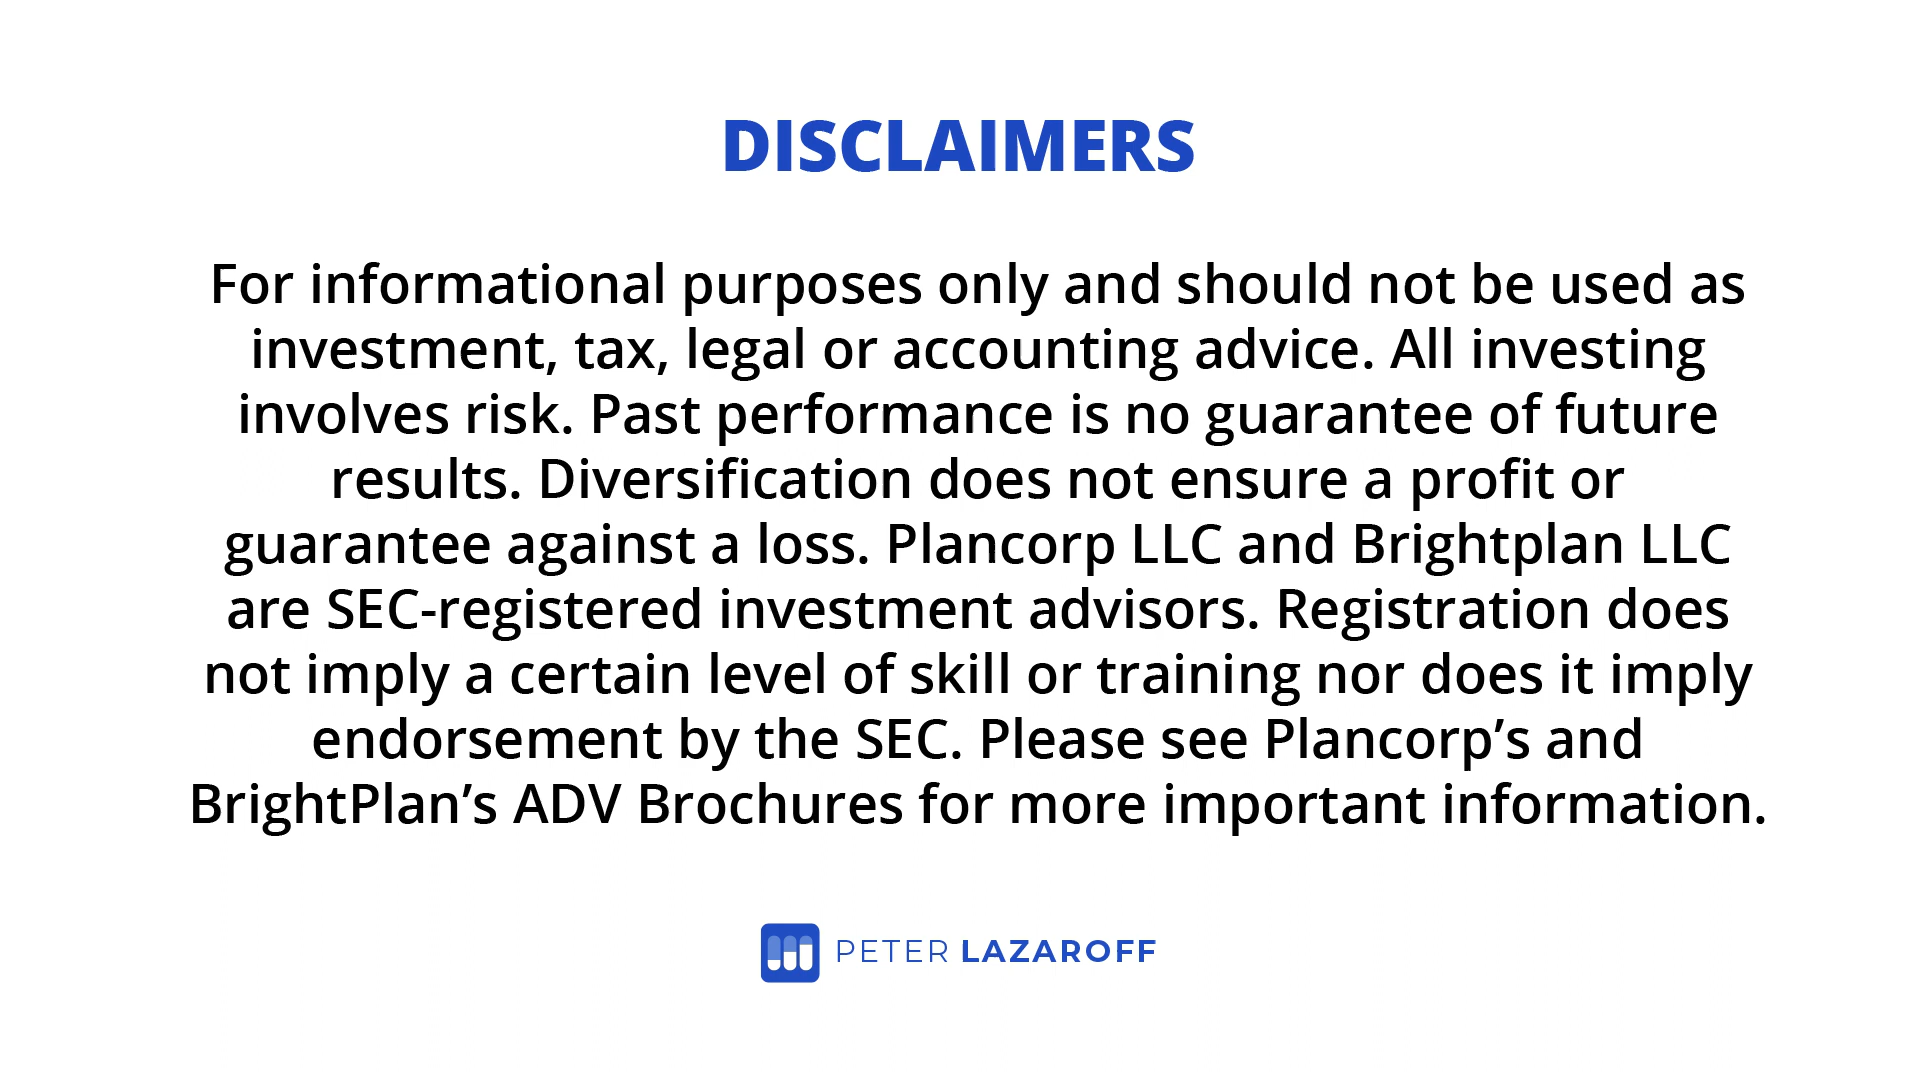 DISCLAIMERS
For informational purposes only and should not be used as
investment, tax, legal or accounting advice. All investing
involves risk. Past performance is no guarantee of future
results. Diversification does not ensure a profit or
guarantee against a loss. Plancorp LLC and Brightplan LLC
are SEC-registered investment advisors. Registration does
not imply a certain level of skill or training nor does it imply
endorsement by the SEC. Please see Plancorp’s and
BrightPlan’s ADV Brochures for more important information.
PETER LAZAROFF